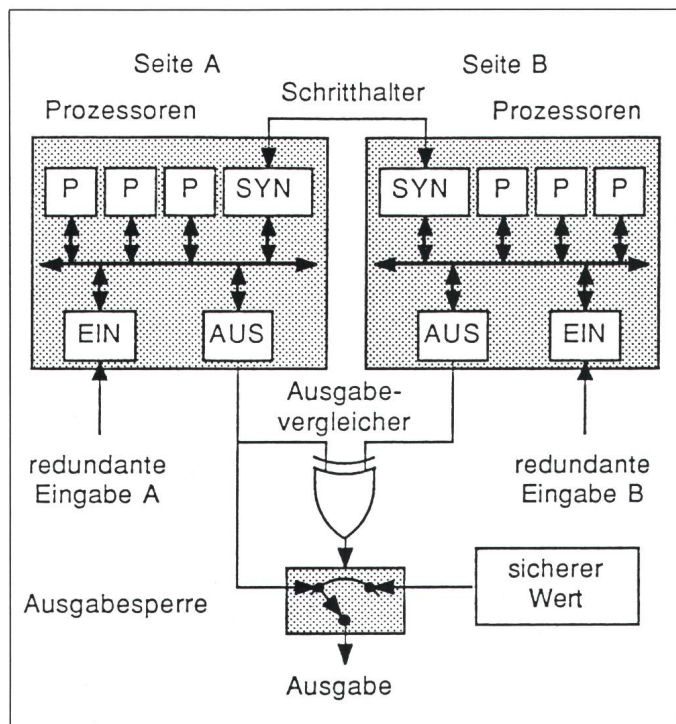 Seite A
Seite B
Schritthalter
Prozessoren
Prozessoren
P P P SYN
SYN P P P
EIN AUS
AUS EIN
Ausgabe-
vergleicher
redundante
Eingabe A
redundante
Eingabe B
sicherer
Wert
Ausgabesperre
Ausgabe